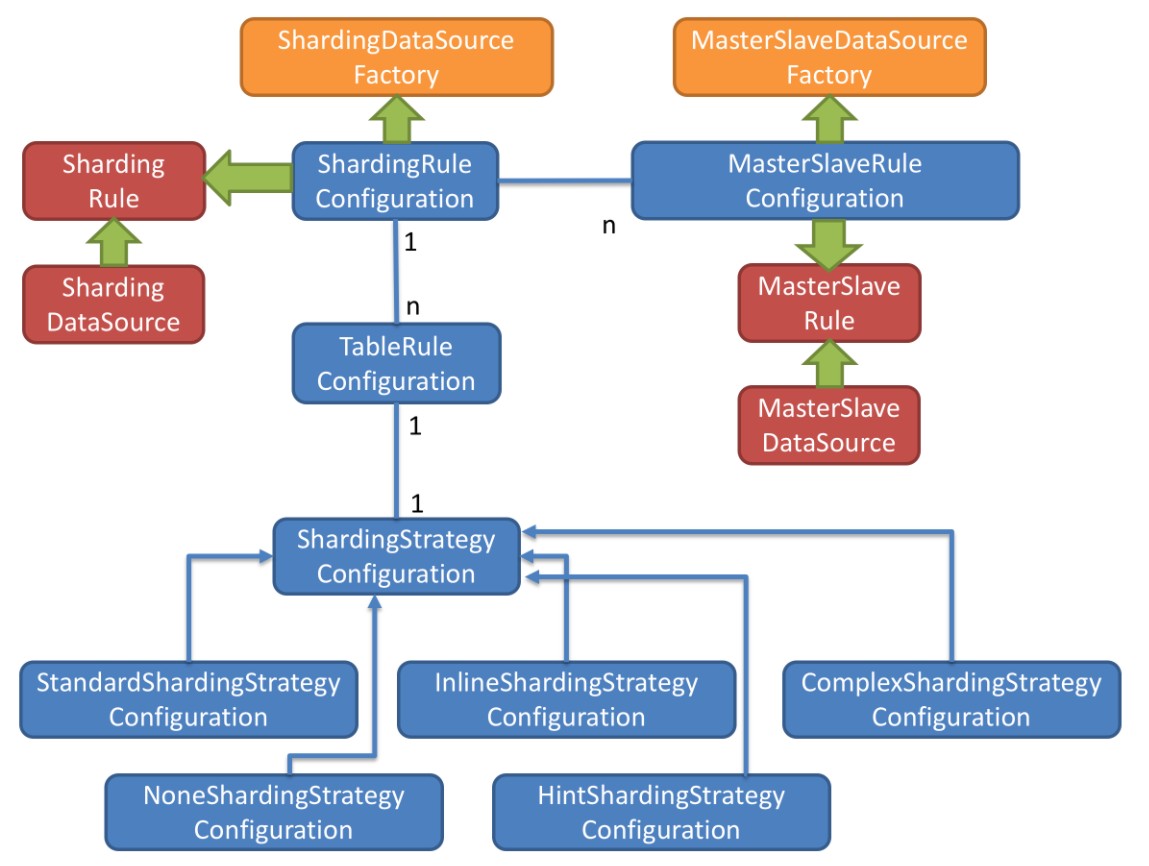 ShardingDataSource
Factory
MasterSlaveDataSource
Factory
Sharding
Rule
ShardingRule
Configuration
MasterSlaveRule
Configuration
n
1
Sharding
DataSource
n
MasterSlave
Rule
TableRule
Configuration
1
MasterSlave
DataSource
1
ShardingStrategy
Configuration
StandardShardingStrategy
Configuration
InlineShardingStrategy
Configuration
ComplexShardingStrategy
Configuration
NoneShardingStrategy
Configuration
HintShardingStrategy
Configuration